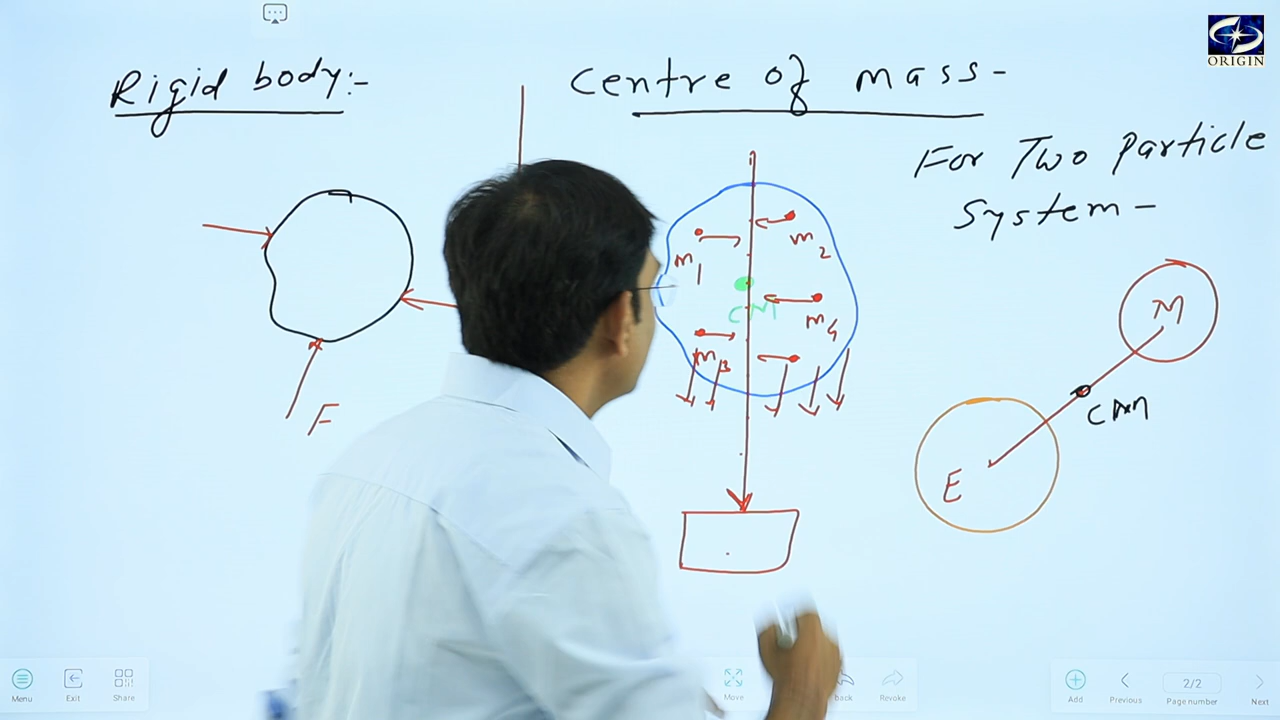 Rigid body:-
Centre of mass-
For Two Particle
System-
m1
m2
CM
m4
m3
F
M
CM
E
ORIGIN
Menu
Exit
Share
Move
back
Revoke
Add
Previous
2/2
Page number
Next